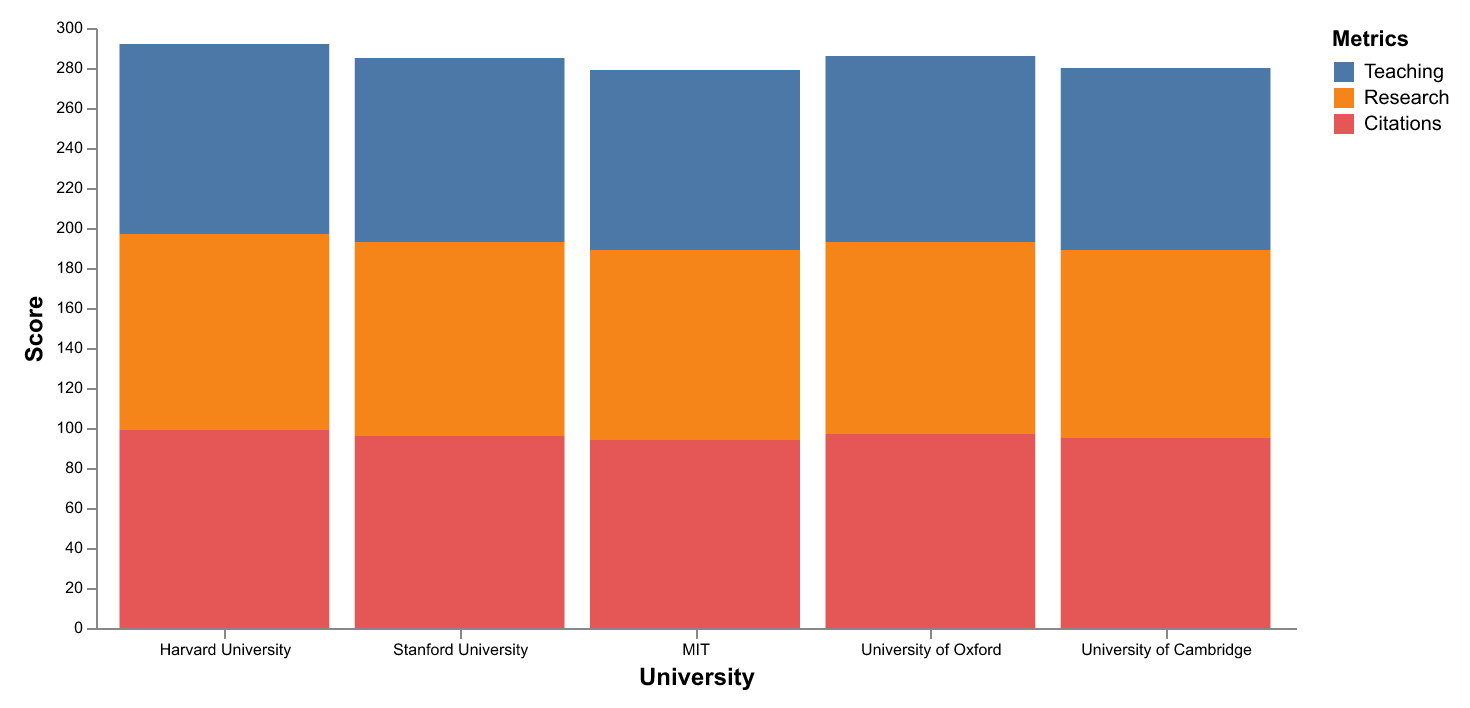 300
280
260
240
220
200
180
160
140
120
100
80
60
40
20
0
Score
Harvard University
Stanford University
MIT
University of Oxford
University of Cambridge
University
Metrics
Teaching
Research
Citations